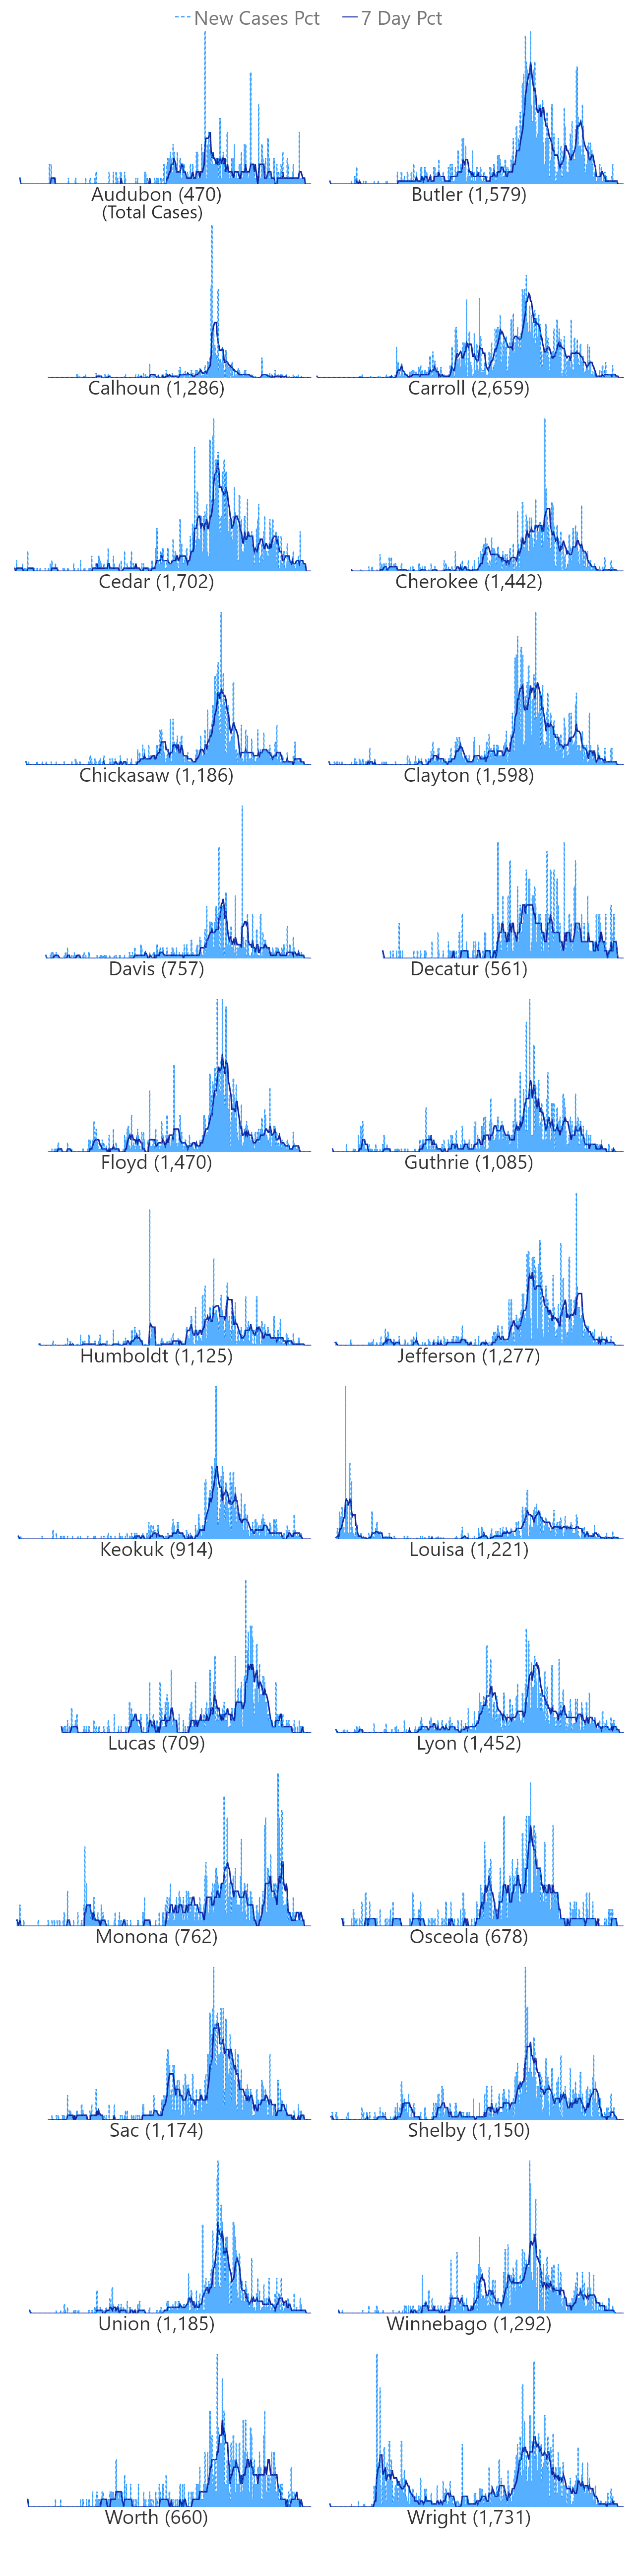 New Cases Pct 7 Day Pct
Audubon (470) Butler (1,579)
(Total Cases)
Calhoun (1,286) Carroll (2,659)
Cedar (1,702) Cherokee (1,442)
Chickasaw (1,186) Clayton (1,598)
Davis (757) Decatur (561)
Floyd (1,470) Guthrie (1,085)
Humboldt (1,125) Jefferson (1,277)
Keokuk (914) Louisa (1,221)
Lucas (709) Lyon (1,452)
Monona (762) Osceola (678)
Sac (1,174) Shelby (1,150)
Union (1,185) Winnebago (1,292)
Worth (660) Wright (1,731)